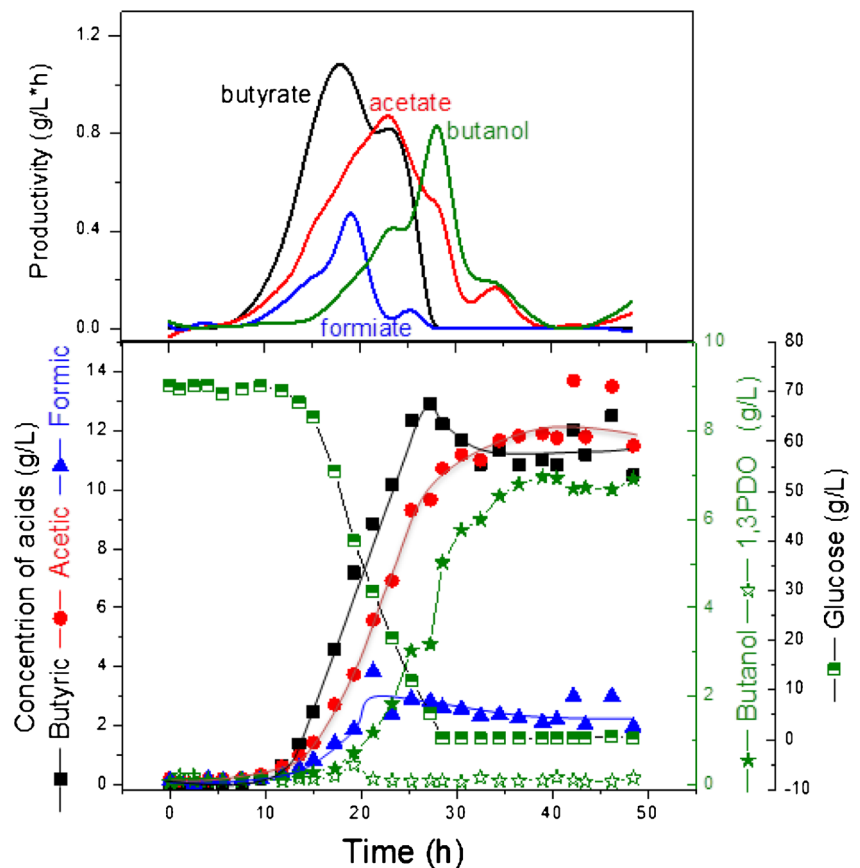 1.2
0.8
0.4
0.0
Productivity (g/L*h)
butyrate
acetate
butanol
formiate
14
12
10
8
6
4
2
0
Concentrion of acids (g/L)
Butyric Acetic Formic
10
8
6
4
2
0
Butanol 1,3PDO (g/L)
80
70
60
50
40
30
20
10
0
-10
Glucose (g/L)
0 10 20 30 40 50
Time (h)